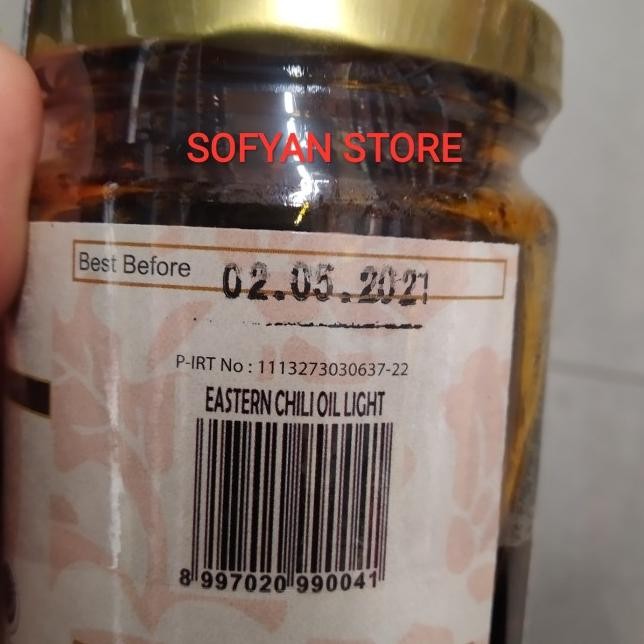 SOFYAN STORE
Best Before 02.05.2021
P-IRT No : 1113273030637-22
EASTERN CHILI OIL LIGHT
8 997020 990041